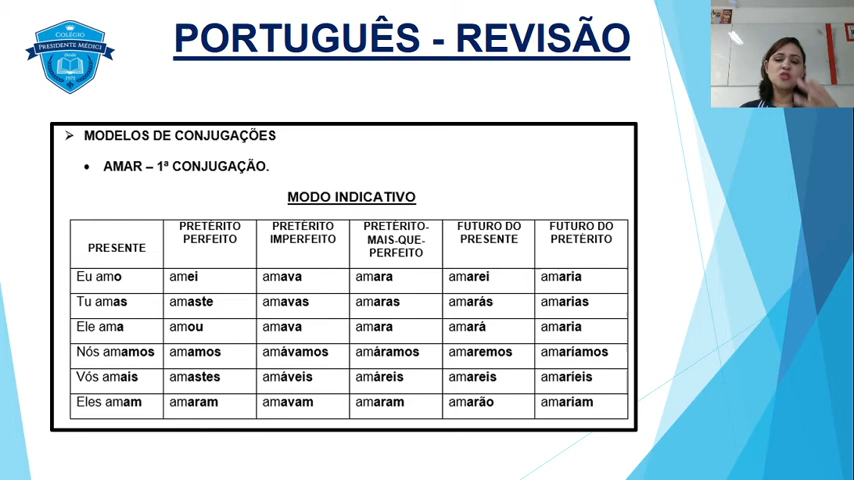 COLÉGIO
PRESIDENTE MÉDICI
PORTUGUÊS - REVISÃO
➢ MODELOS DE CONJUGAÇÕES
• AMAR – 1ª CONJUGAÇÃO.
MODO INDICATIVO
PRESENTE | PRETÉRITO PERFEITO | PRETÉRITO IMPERFEITO | PRETÉRITO-MAIS-QUE-PERFEITO | FUTURO DO PRESENTE | FUTURO DO PRETÉRITO
Eu amo | amei | amava | amara | amarei | amaria
Tu amas | amaste | amavas | amaras | amarás | amarias
Ele ama | amou | amava | amara | amará | amaria
Nós amamos | amamos | amávamos | amáramos | amaremos | amaríamos
Vós amais | amastes | amáveis | amáreis | amareis | amaríeis
Eles amam | amaram | amavam | amaram | amarão | amariam